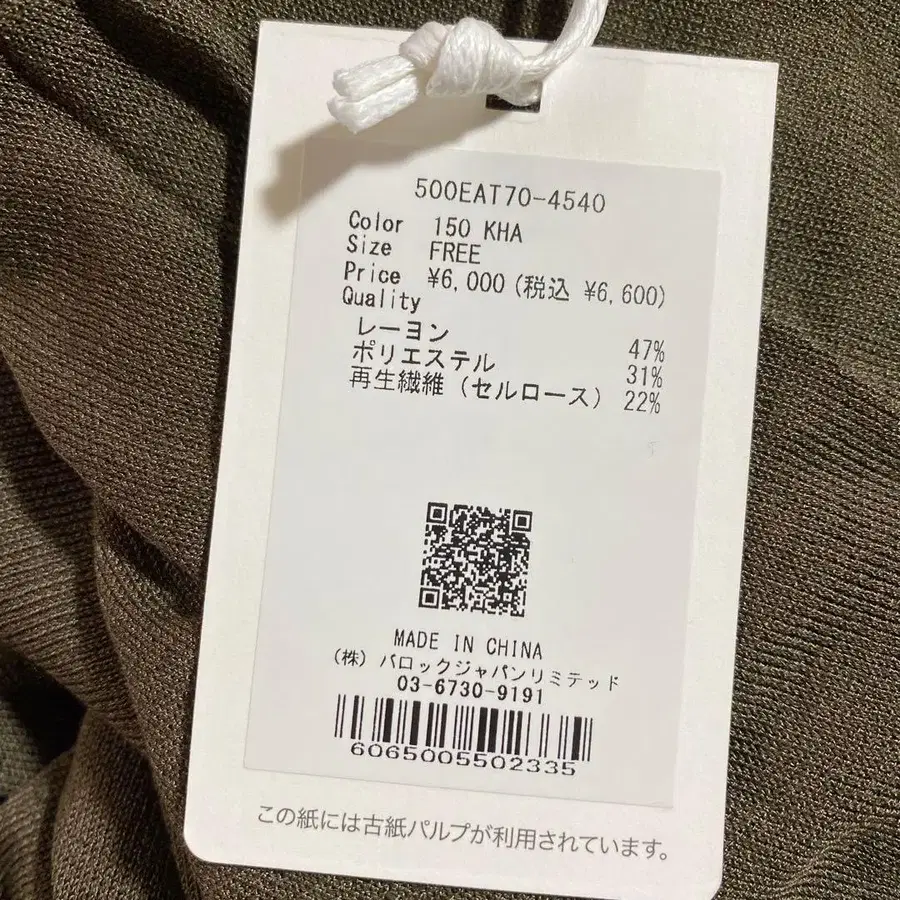 500EAT70-4540
Color 150 KHA
Size FREE
Price ¥6,000(税込 ¥6,600)
Quality
レーヨン 47%
ポリエステル 31%
再生繊維(セルロース) 22%
MADE IN CHINA
(株)バロックジャパンリミテッド
03-6730-9191
6065005502335
この紙には古紙パルプが利用されています。